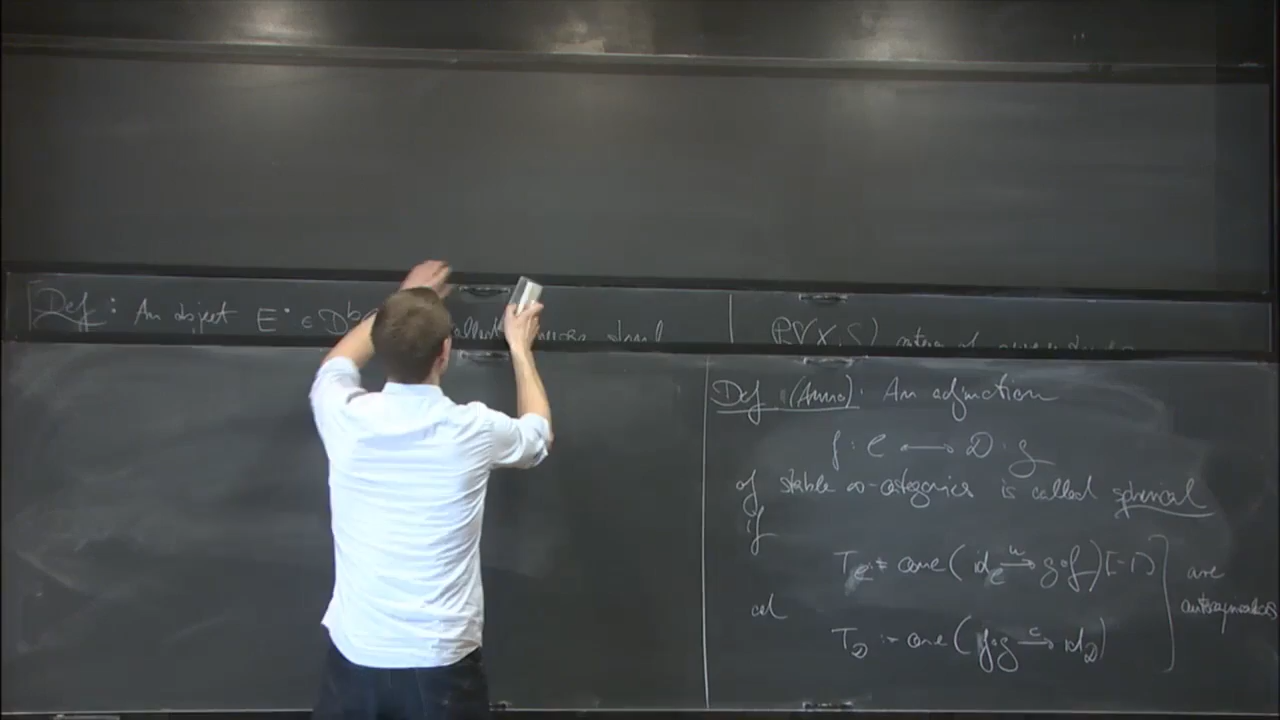 Def: An object E• ∈ D^b called
P.V(X,S)
Def (Anno). An adjunction
f: C ⟷ D : g
of stable ∞-categories is called spherical
if
T_C := cone( id_C →^u g∘f)[-1] are
and autoequivalences
T_D := cone( f∘g →^c id_D)